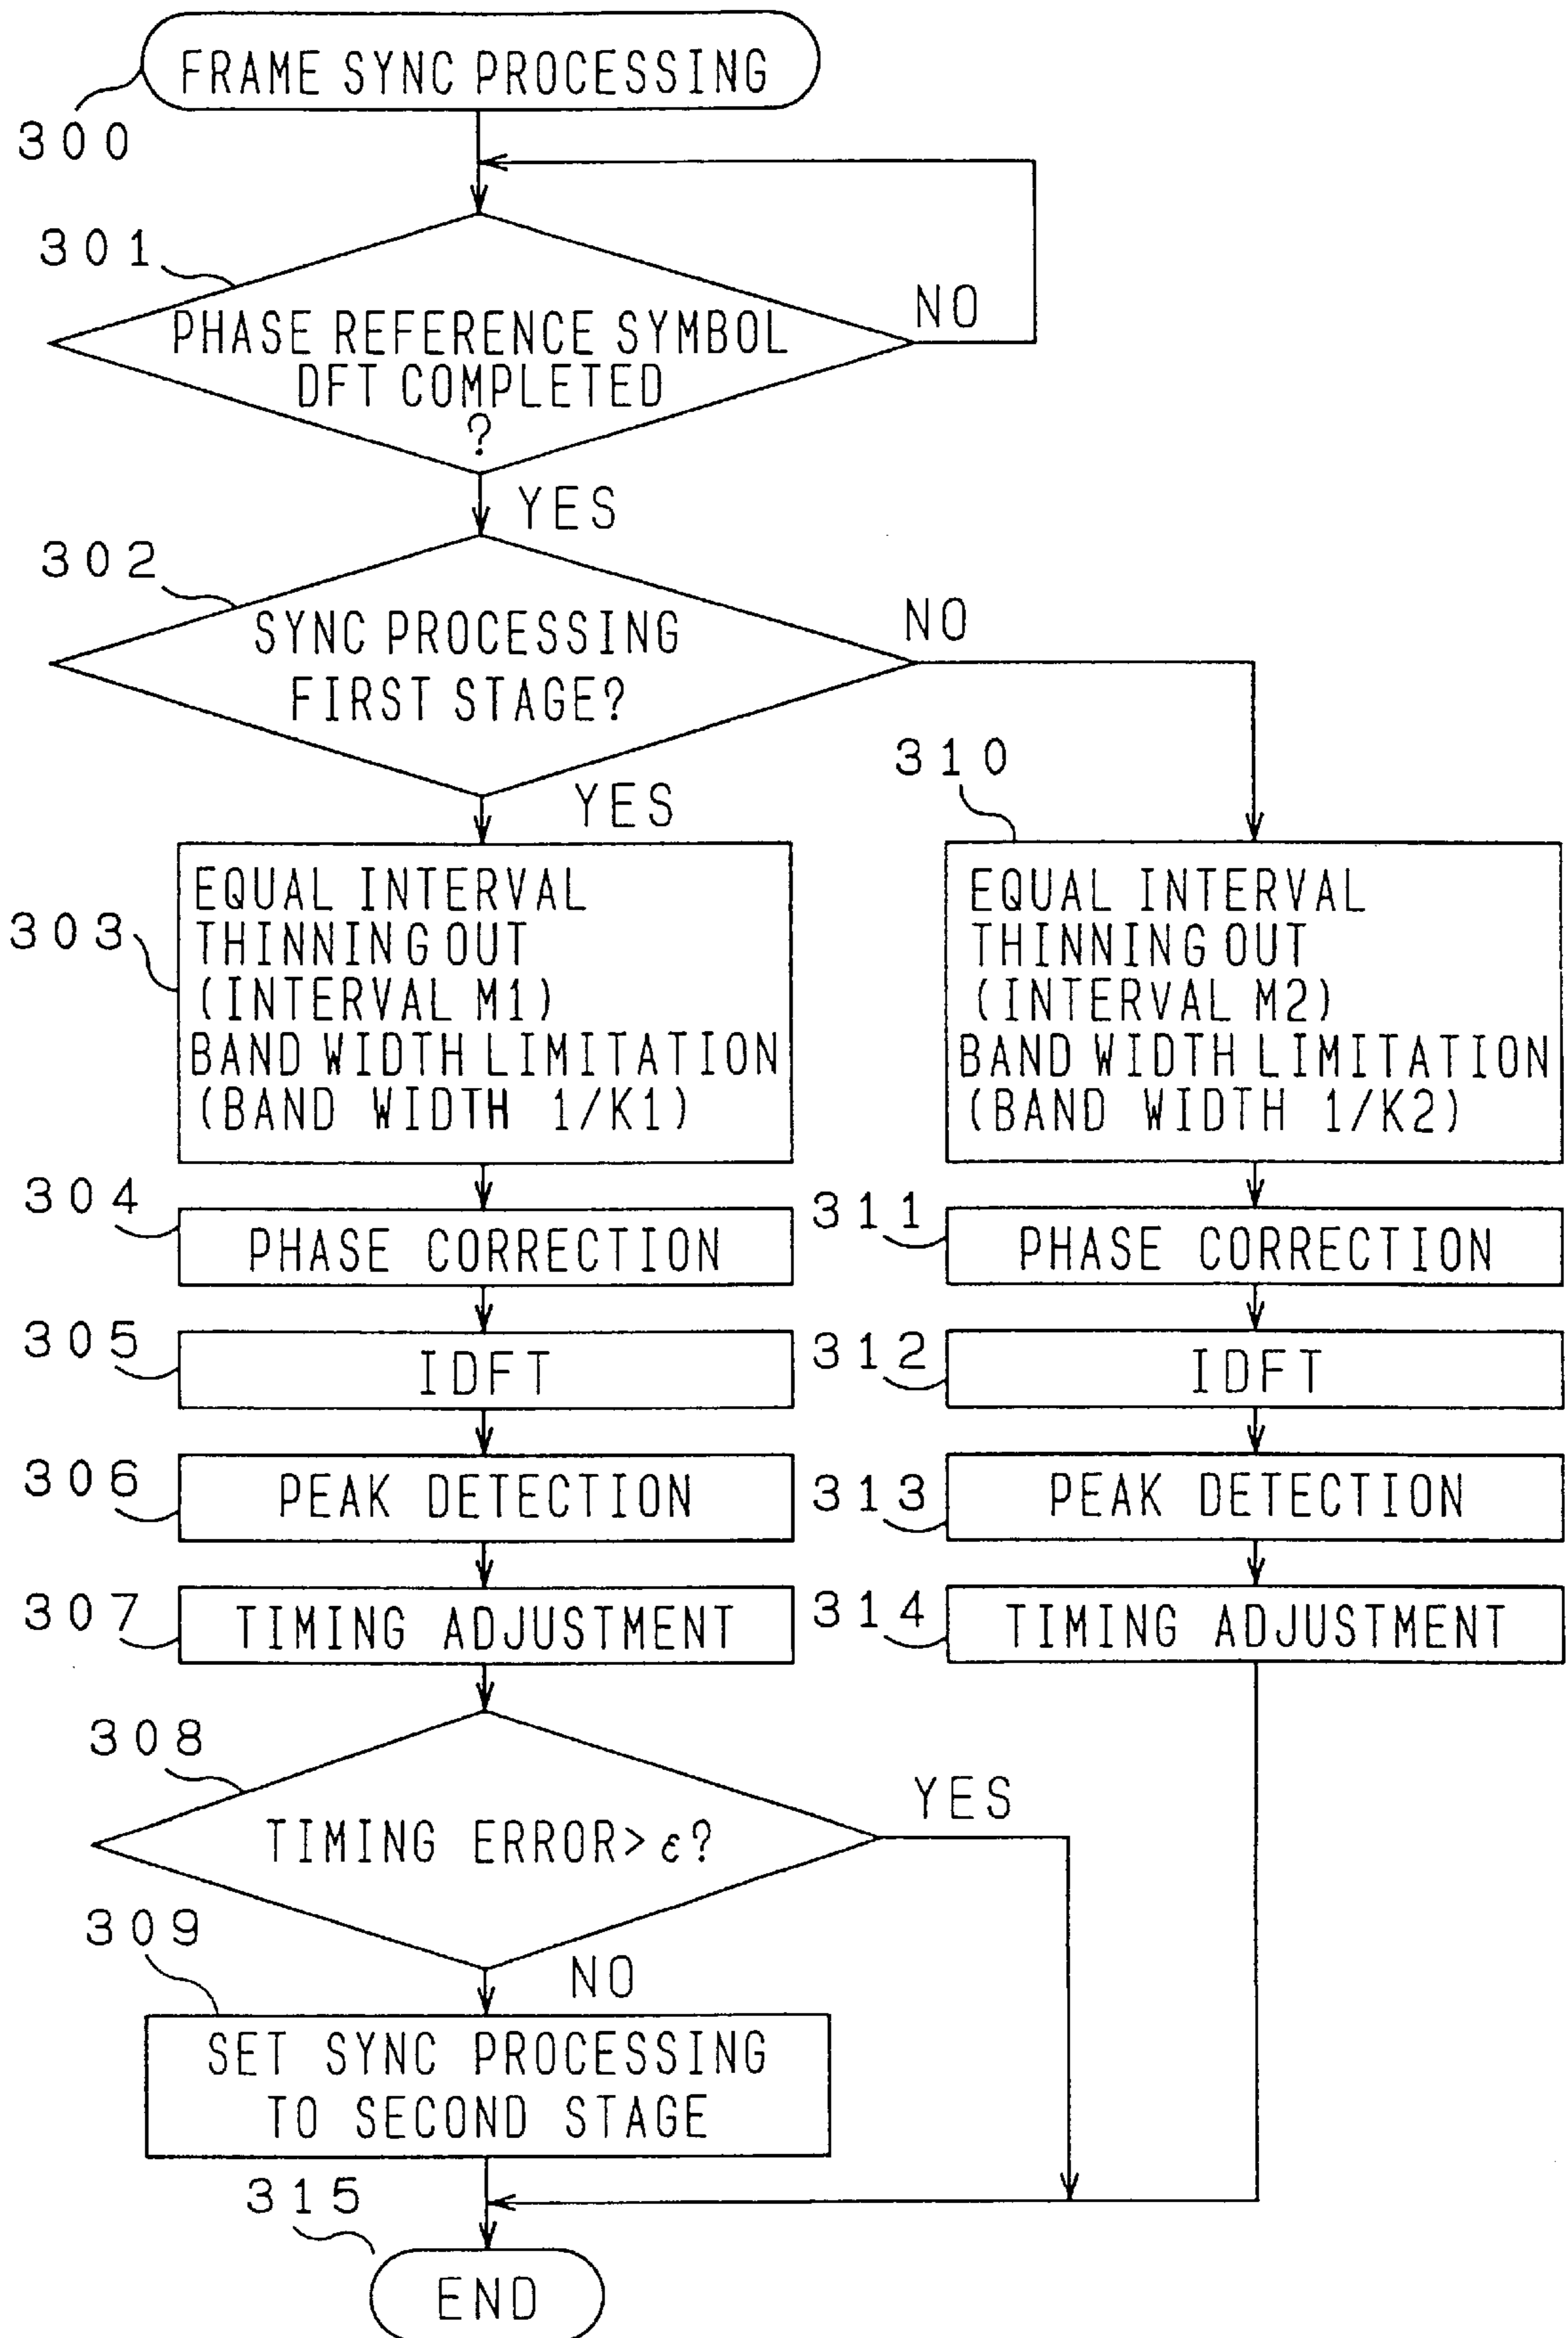 FRAME SYNC PROCESSING
300
301
NO
PHASE REFERENCE SYMBOL
DFT COMPLETED
?
YES
302
NO
SYNC PROCESSING
FIRST STAGE?
YES
303
EQUAL INTERVAL
THINNING OUT
(INTERVAL M1)
BAND WIDTH LIMITATION
(BAND WIDTH 1/K1)
310
EQUAL INTERVAL
THINNING OUT
(INTERVAL M2)
BAND WIDTH LIMITATION
(BAND WIDTH 1/K2)
304
PHASE CORRECTION
311
PHASE CORRECTION
305
IDFT
312
IDFT
306
PEAK DETECTION
313
PEAK DETECTION
307
TIMING ADJUSTMENT
314
TIMING ADJUSTMENT
308
YES
TIMING ERROR>ε?
309
NO
SET SYNC PROCESSING
TO SECOND STAGE
315
END